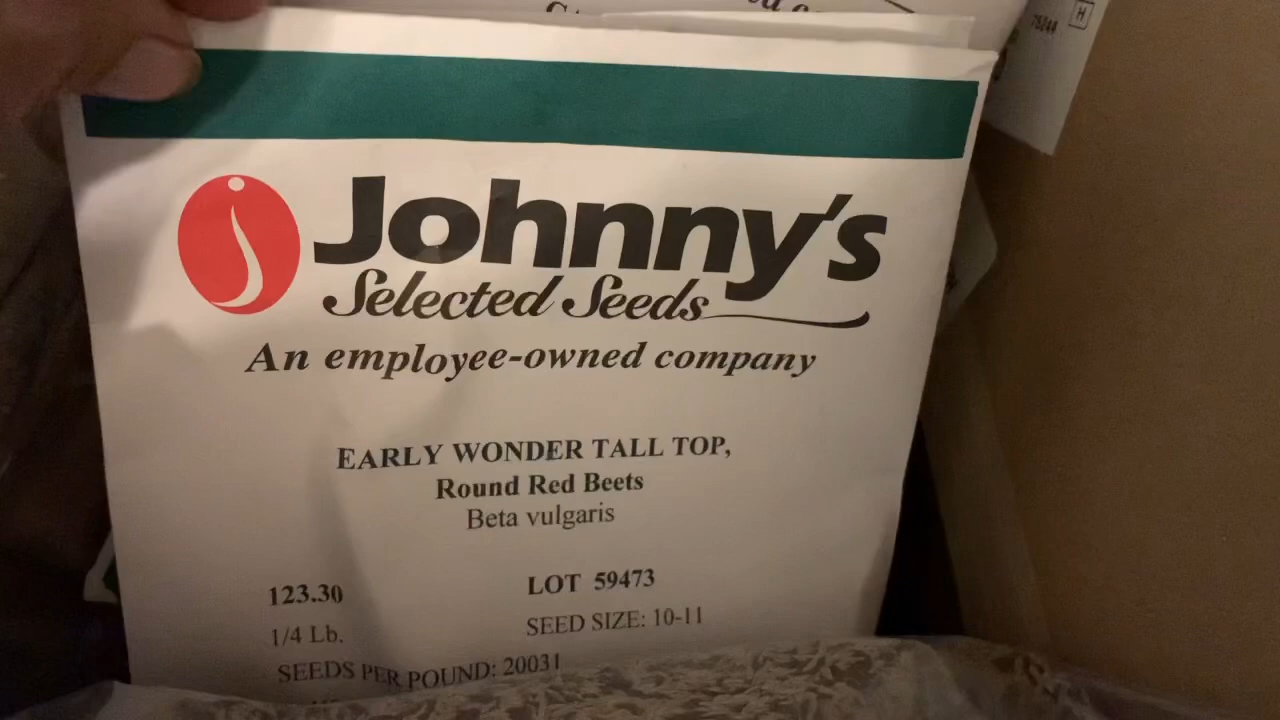 75044
H
Johnny's
Selected Seeds
An employee-owned company
EARLY WONDER TALL TOP,
Round Red Beets
Beta vulgaris
123.30
LOT 59473
1/4 Lb.
SEED SIZE: 10-11
SEEDS PER POUND: 20031